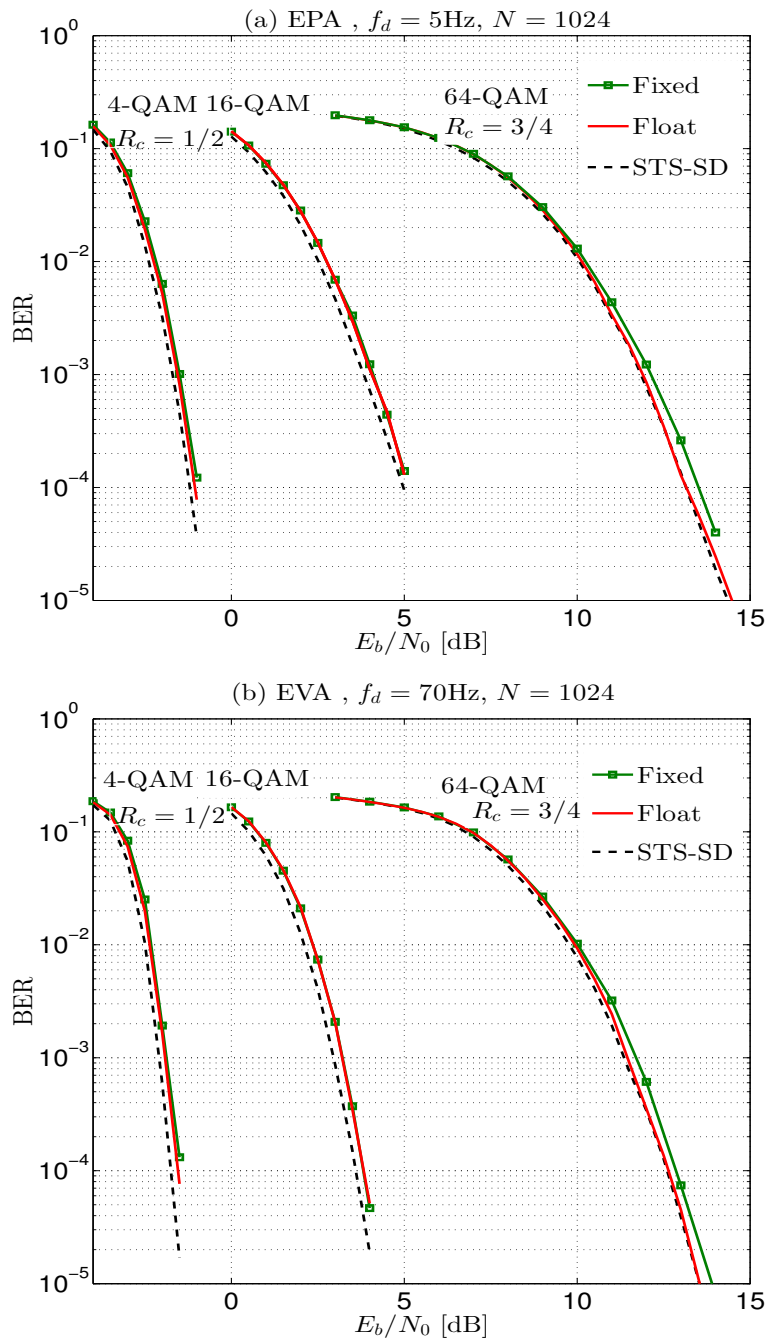 (a) EPA , f_d = 5Hz, N = 1024
10^0
4-QAM 16-QAM
R_c = 1/2
64-QAM
R_c = 3/4
Fixed
Float
STS-SD
10^−1
10^−2
BER
10^−3
10^−4
10^−5
0 5 10 15
E_b/N_0 [dB]
(b) EVA , f_d = 70Hz, N = 1024
10^0
4-QAM 16-QAM
R_c = 1/2
64-QAM
R_c = 3/4
Fixed
Float
STS-SD
10^−1
10^−2
BER
10^−3
10^−4
10^−5
0 5 10 15
E_b/N_0 [dB]